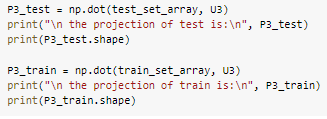 P3_test = np.dot(test_set_array, U3)
print("\n the projection of test is:\n", P3_test)
print(P3_test.shape)
P3_train = np.dot(train_set_array, U3)
print("\n the projection of train is:\n", P3_train)
print(P3_train.shape)